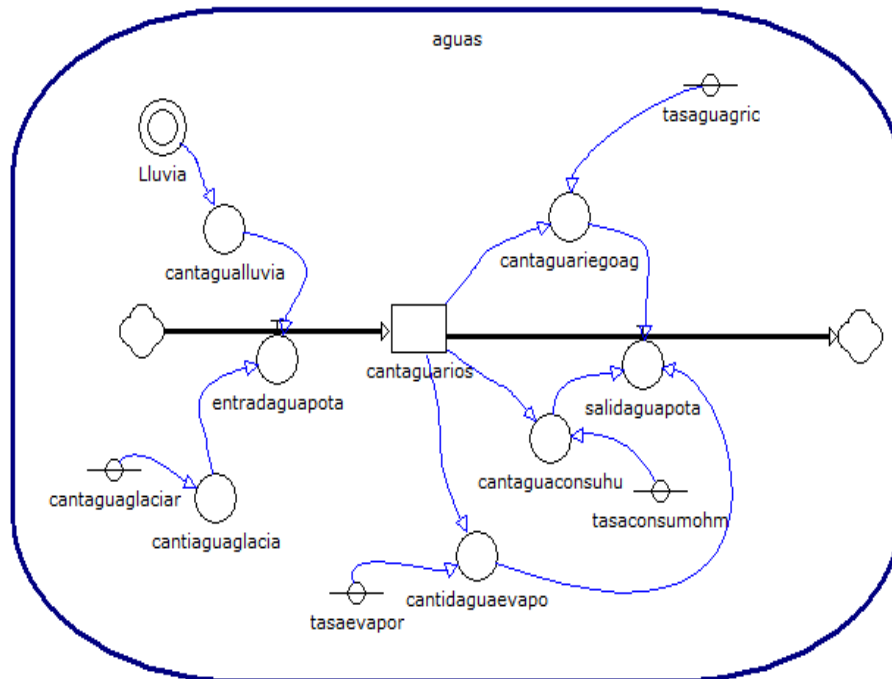 aguas
tasaguagric
Lluvia
cantagualluvia
cantaguariegoag
cantaguarios
entradaguapota
salidaguapota
cantaguaglaciar
cantaguaconsuhu
tasaconsumohm
cantiaguaglacia
cantidaguaevapo
tasaevapor